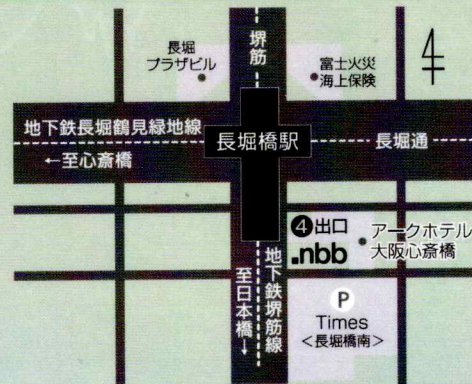 長堀
プラザビル
堺筋
富士火災
海上保険
地下鉄長堀鶴見緑地線
←至心斎橋
長堀橋駅
長堀通
❹出口
.nbb
アークホテル
大阪心斎橋
地下鉄堺筋線
至日本橋→
P
Times
<長堀橋南>